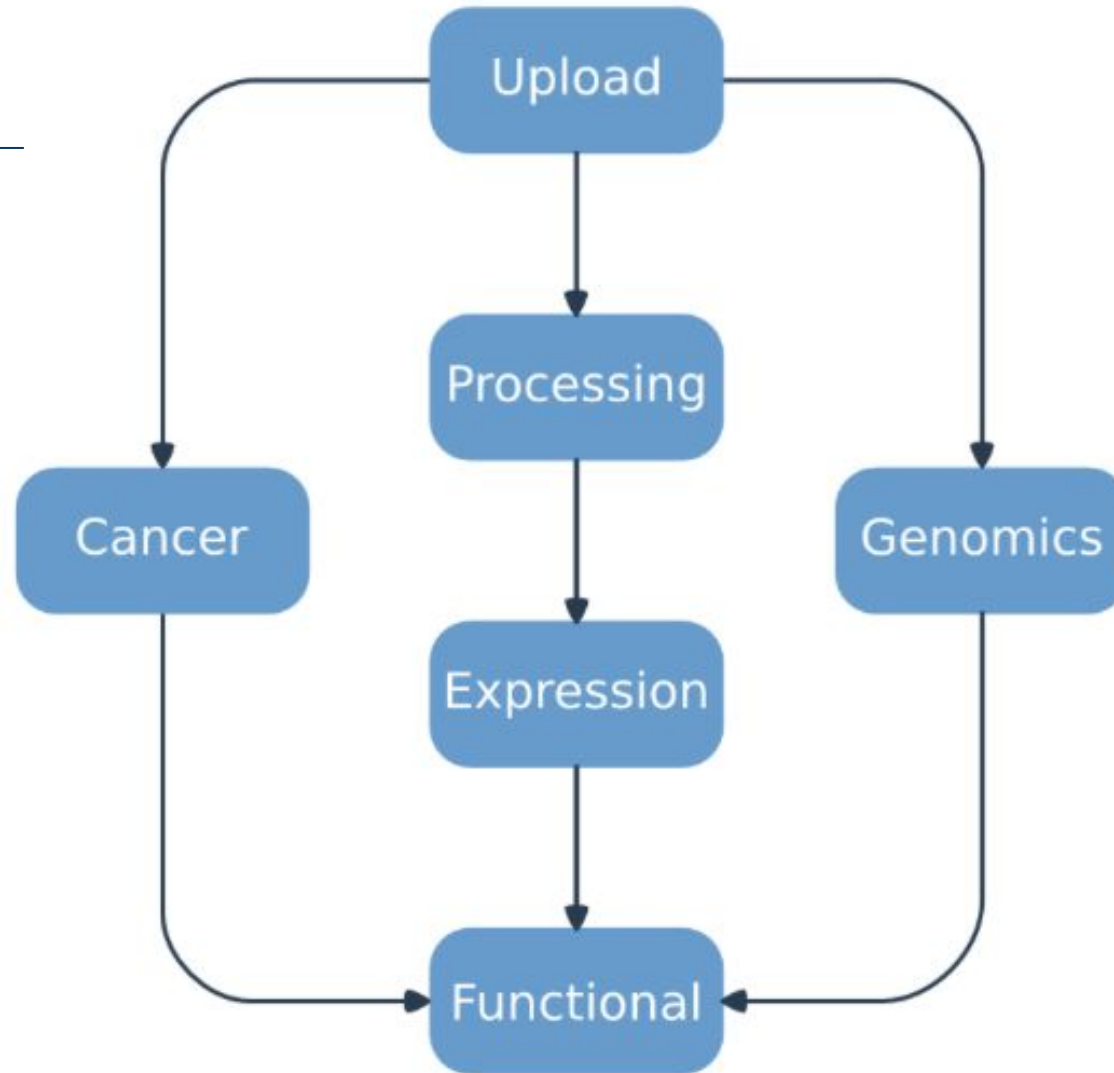 Upload
Processing
Cancer
Genomics
Expression
Functional